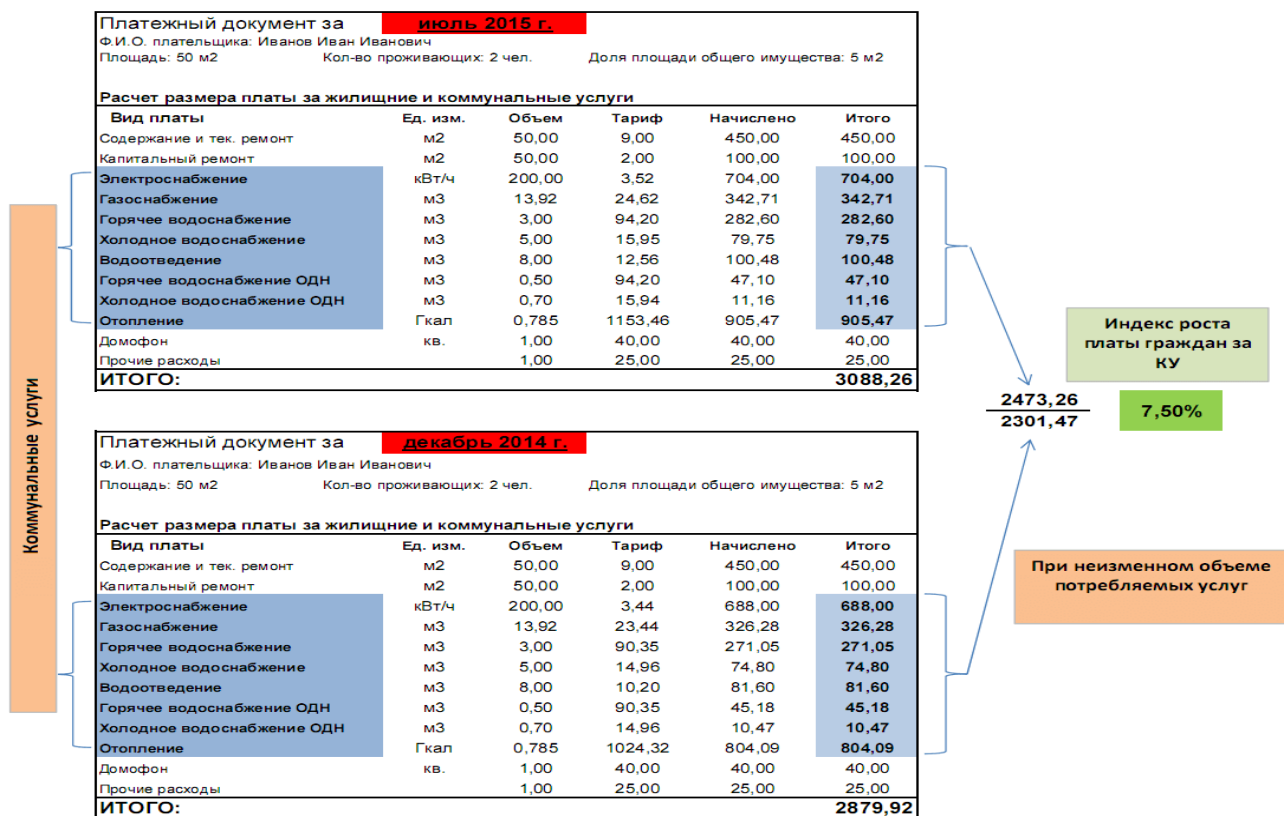 Платежный документ за июль 2015 г.
Ф.И.О. плательщика: Иванов Иван Иванович
Площадь: 50 м2 Кол-во проживающих: 2 чел. Доля площади общего имущества: 5 м2
Расчет размера платы за жилищние и коммунальные услуги
Вид платы Ед. изм. Объем Тариф Начислено Итого
Содержание и тек. ремонт м2 50,00 9,00 450,00 450,00
Капитальный ремонт м2 50,00 2,00 100,00 100,00
Электроснабжение кВт/ч 200,00 3,52 704,00 704,00
Газоснабжение м3 13,92 24,62 342,71 342,71
Горячее водоснабжение м3 3,00 94,20 282,60 282,60
Холодное водоснабжение м3 5,00 15,95 79,75 79,75
Водоотведение м3 8,00 12,56 100,48 100,48
Горячее водоснабжение ОДН м3 0,50 94,20 47,10 47,10
Холодное водоснабжение ОДН м3 0,70 15,94 11,16 11,16
Отопление Гкал 0,785 1153,46 905,47 905,47
Домофон кв. 1,00 40,00 40,00 40,00
Прочие расходы 1,00 25,00 25,00 25,00
ИТОГО: 3088,26
Коммунальные услуги
Индекс роста
платы граждан за
КУ
2473,26
2301,47
7,50%
При неизменном объеме
потребляемых услуг
Платежный документ за декабрь 2014 г.
Ф.И.О. плательщика: Иванов Иван Иванович
Площадь: 50 м2 Кол-во проживающих: 2 чел. Доля площади общего имущества: 5 м2
Расчет размера платы за жилищние и коммунальные услуги
Вид платы Ед. изм. Объем Тариф Начислено Итого
Содержание и тек. ремонт м2 50,00 9,00 450,00 450,00
Капитальный ремонт м2 50,00 2,00 100,00 100,00
Электроснабжение кВт/ч 200,00 3,44 688,00 688,00
Газоснабжение м3 13,92 23,44 326,28 326,28
Горячее водоснабжение м3 3,00 90,35 271,05 271,05
Холодное водоснабжение м3 5,00 14,96 74,80 74,80
Водоотведение м3 8,00 10,20 81,60 81,60
Горячее водоснабжение ОДН м3 0,50 90,35 45,18 45,18
Холодное водоснабжение ОДН м3 0,70 14,96 10,47 10,47
Отопление Гкал 0,785 1024,32 804,09 804,09
Домофон кв. 1,00 40,00 40,00 40,00
Прочие расходы 1,00 25,00 25,00 25,00
ИТОГО: 2879,92